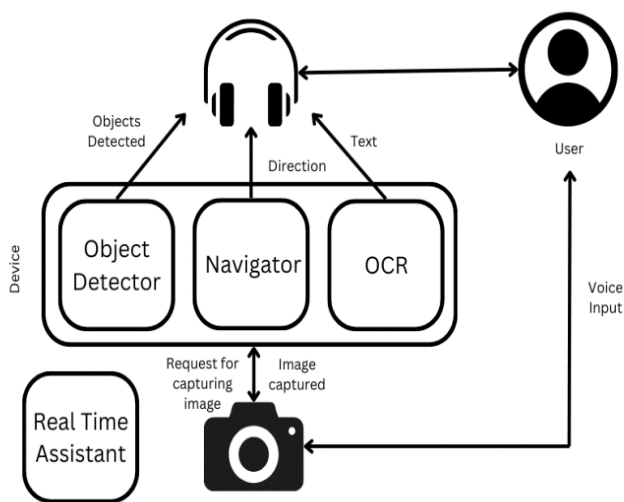 Objects
Detected
Text
User
Direction
Device
Object
Detector
Navigator
OCR
Voice
Input
Request for
capturing
image
Image
captured
Real Time
Assistant